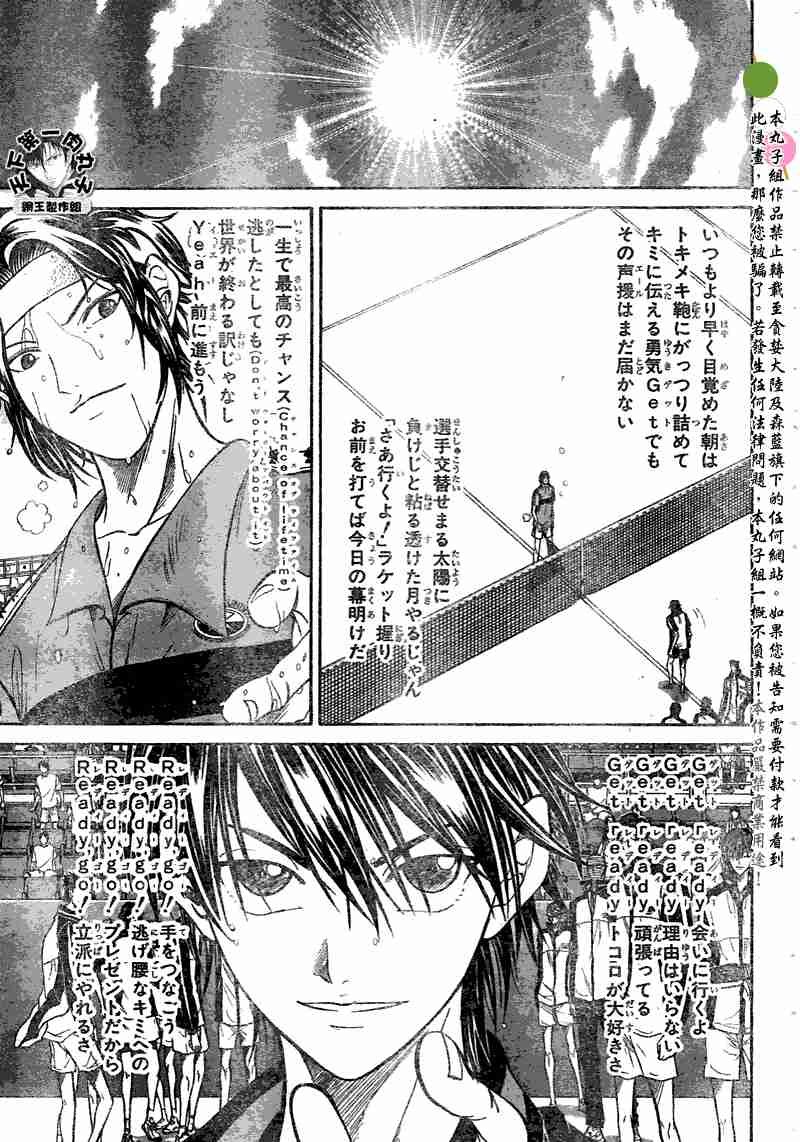 いつもより早く目覚めた朝は
トキメキ鞄にがっつり詰めて
キミに伝える勇気Getでも
その声援はまだ届かない
選手交替せまる太陽に
負けじと粘る透けた月やるじゃん
「さあ行くよ!」ラケット握り
お前を打てば今日の幕明けだ
一生で最高のチャンス(Chance of lifetime)
逃したとしても(Don't worry about it)
世界が終わる訳じゃなし
Yeah 前に進もう
Get ready 会いに行くよ
Get ready 理由はいらない
Get ready 頑張ってる
Get ready トコロが大好きさ
Ready go! 手をつなごう
Ready go! 逃げ腰なキミへの
Ready go! プレゼントだから
Ready go! 立派にやれるさ
天下第一肉丸子
網王製作組
本丸子組作品禁止轉載至貪婪大陸及森藍旗下的任何網站。如果您被告知需要付款才能看到
此漫畫,那麼您被騙了。若發生任何法律問題,本丸子組一概不負責!本作品嚴禁商業用途!